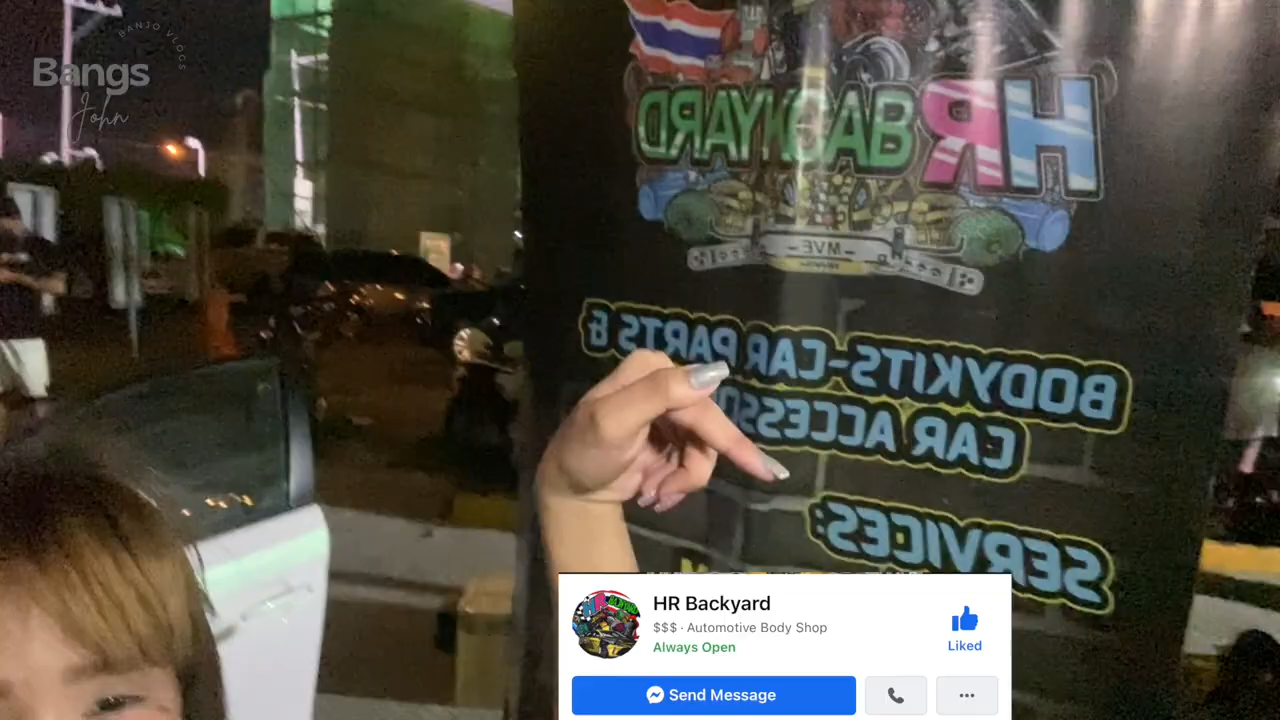 BANJO VLOGS
Bangs
John
HR BACKYARD
MVE
BODYKITS-CAR PARTS &
CAR
SERVICES:
HR Backyard
$$$ · Automotive Body Shop
Always Open
Liked
Send Message